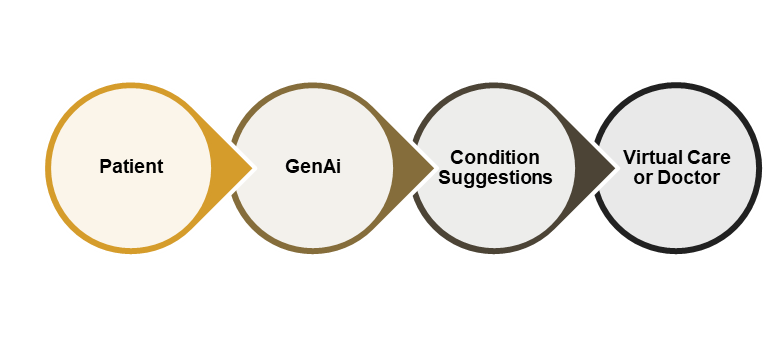 Patient
GenAi
Condition
Suggestions
Virtual Care
or Doctor